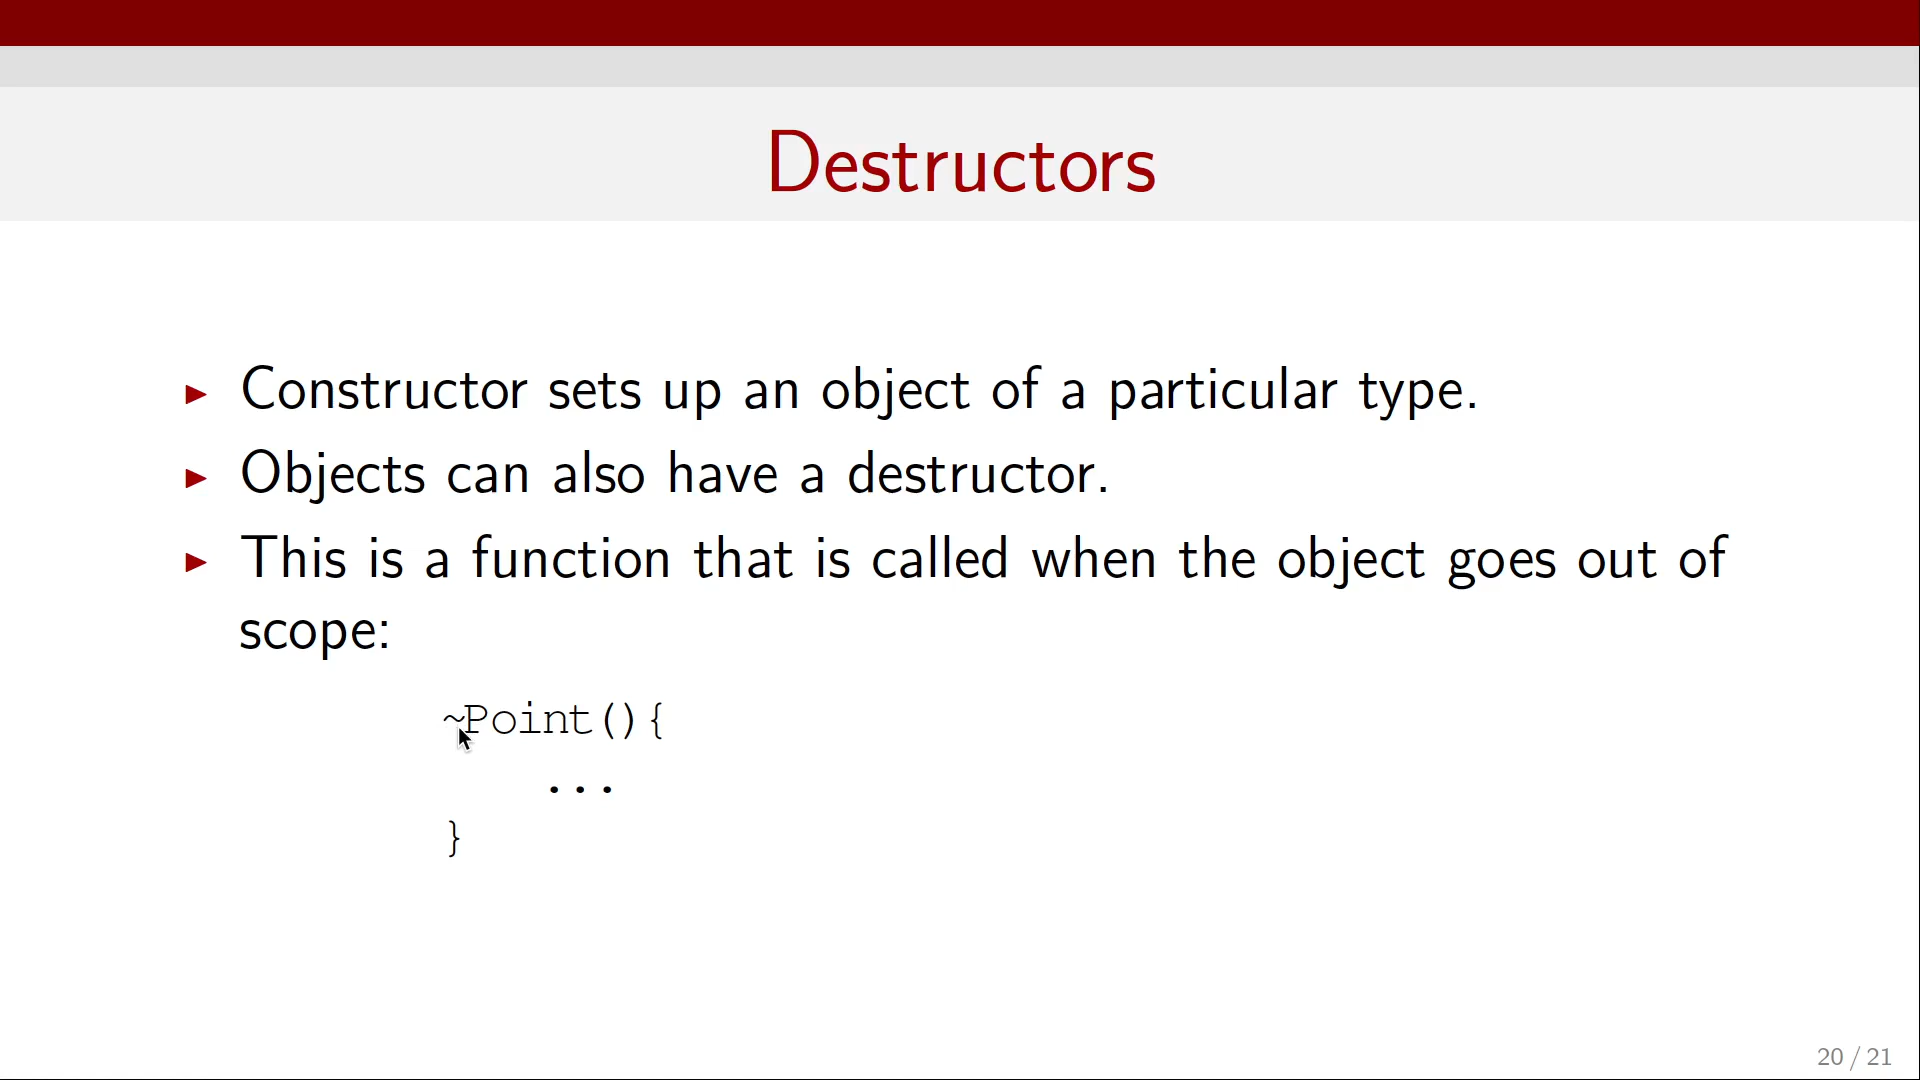 Destructors
Constructor sets up an object of a particular type.
Objects can also have a destructor.
This is a function that is called when the object goes out of
scope:
~Point(){
...
}
20 / 21